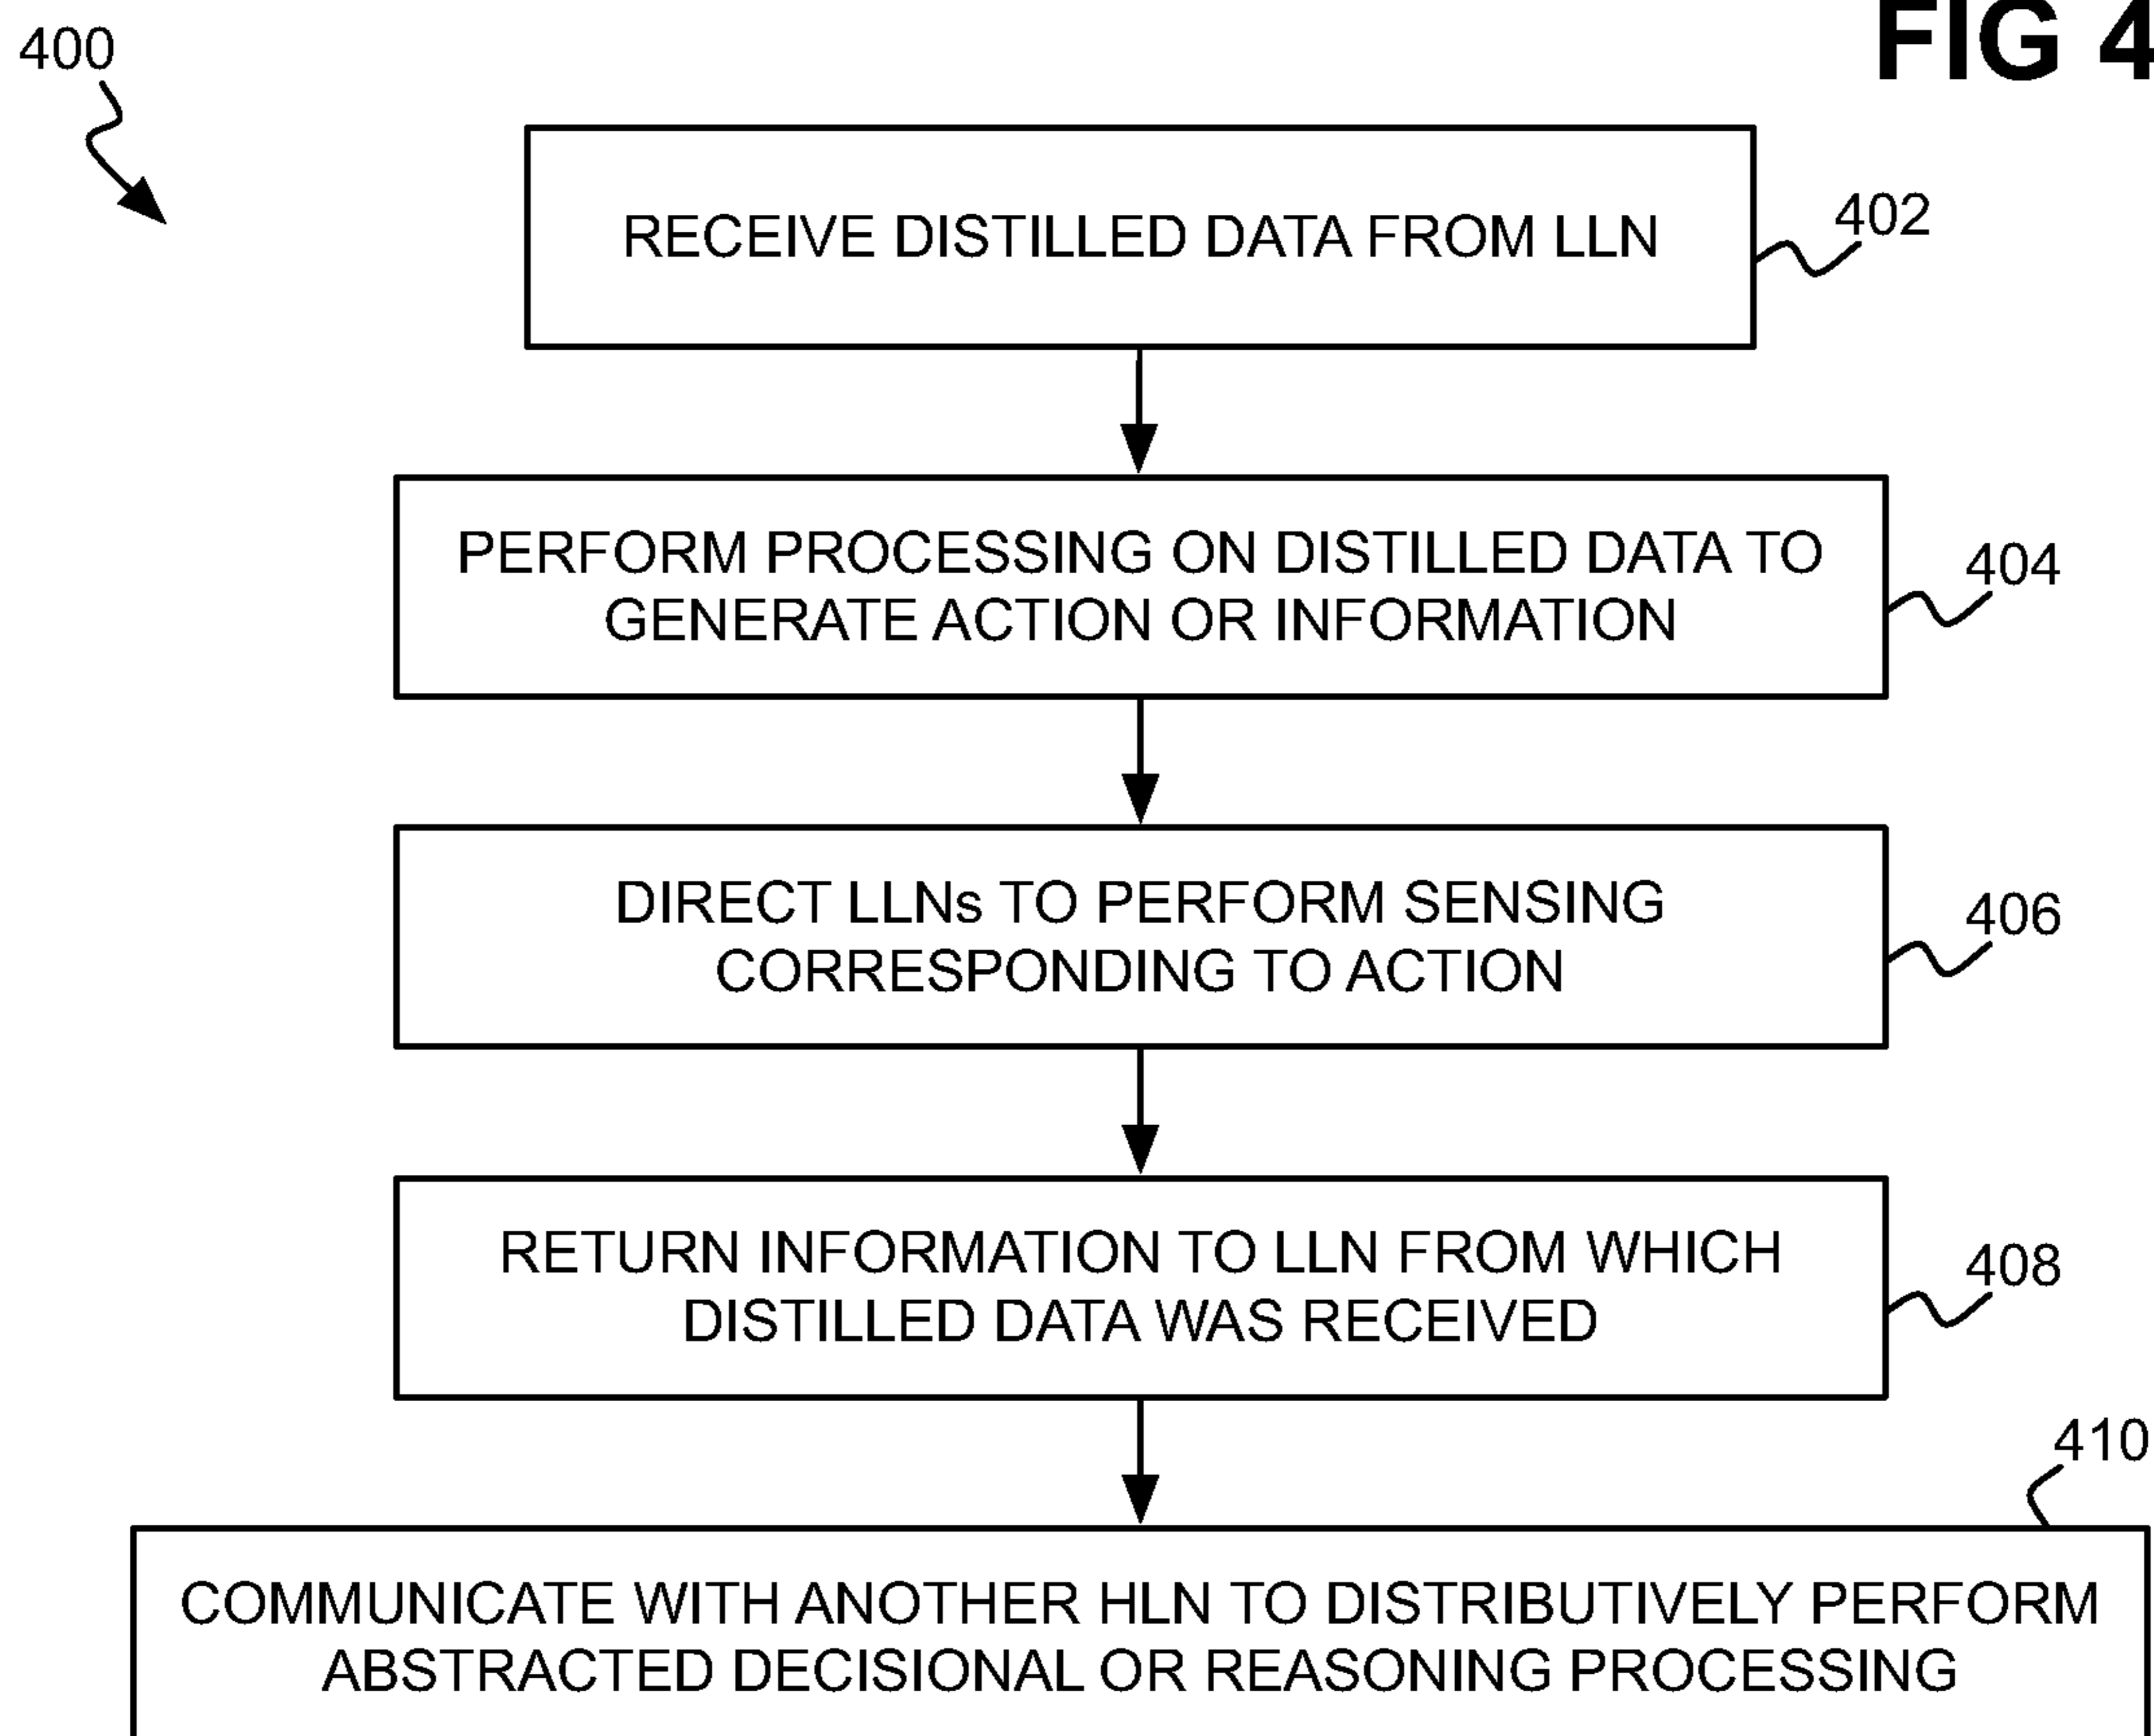 FIG 4
400
RECEIVE DISTILLED DATA FROM LLN
402
PERFORM PROCESSING ON DISTILLED DATA TO
GENERATE ACTION OR INFORMATION
404
DIRECT LLNs TO PERFORM SENSING
CORRESPONDING TO ACTION
406
RETURN INFORMATION TO LLN FROM WHICH
DISTILLED DATA WAS RECEIVED
408
410
COMMUNICATE WITH ANOTHER HLN TO DISTRIBUTIVELY PERFORM
ABSTRACTED DECISIONAL OR REASONING PROCESSING